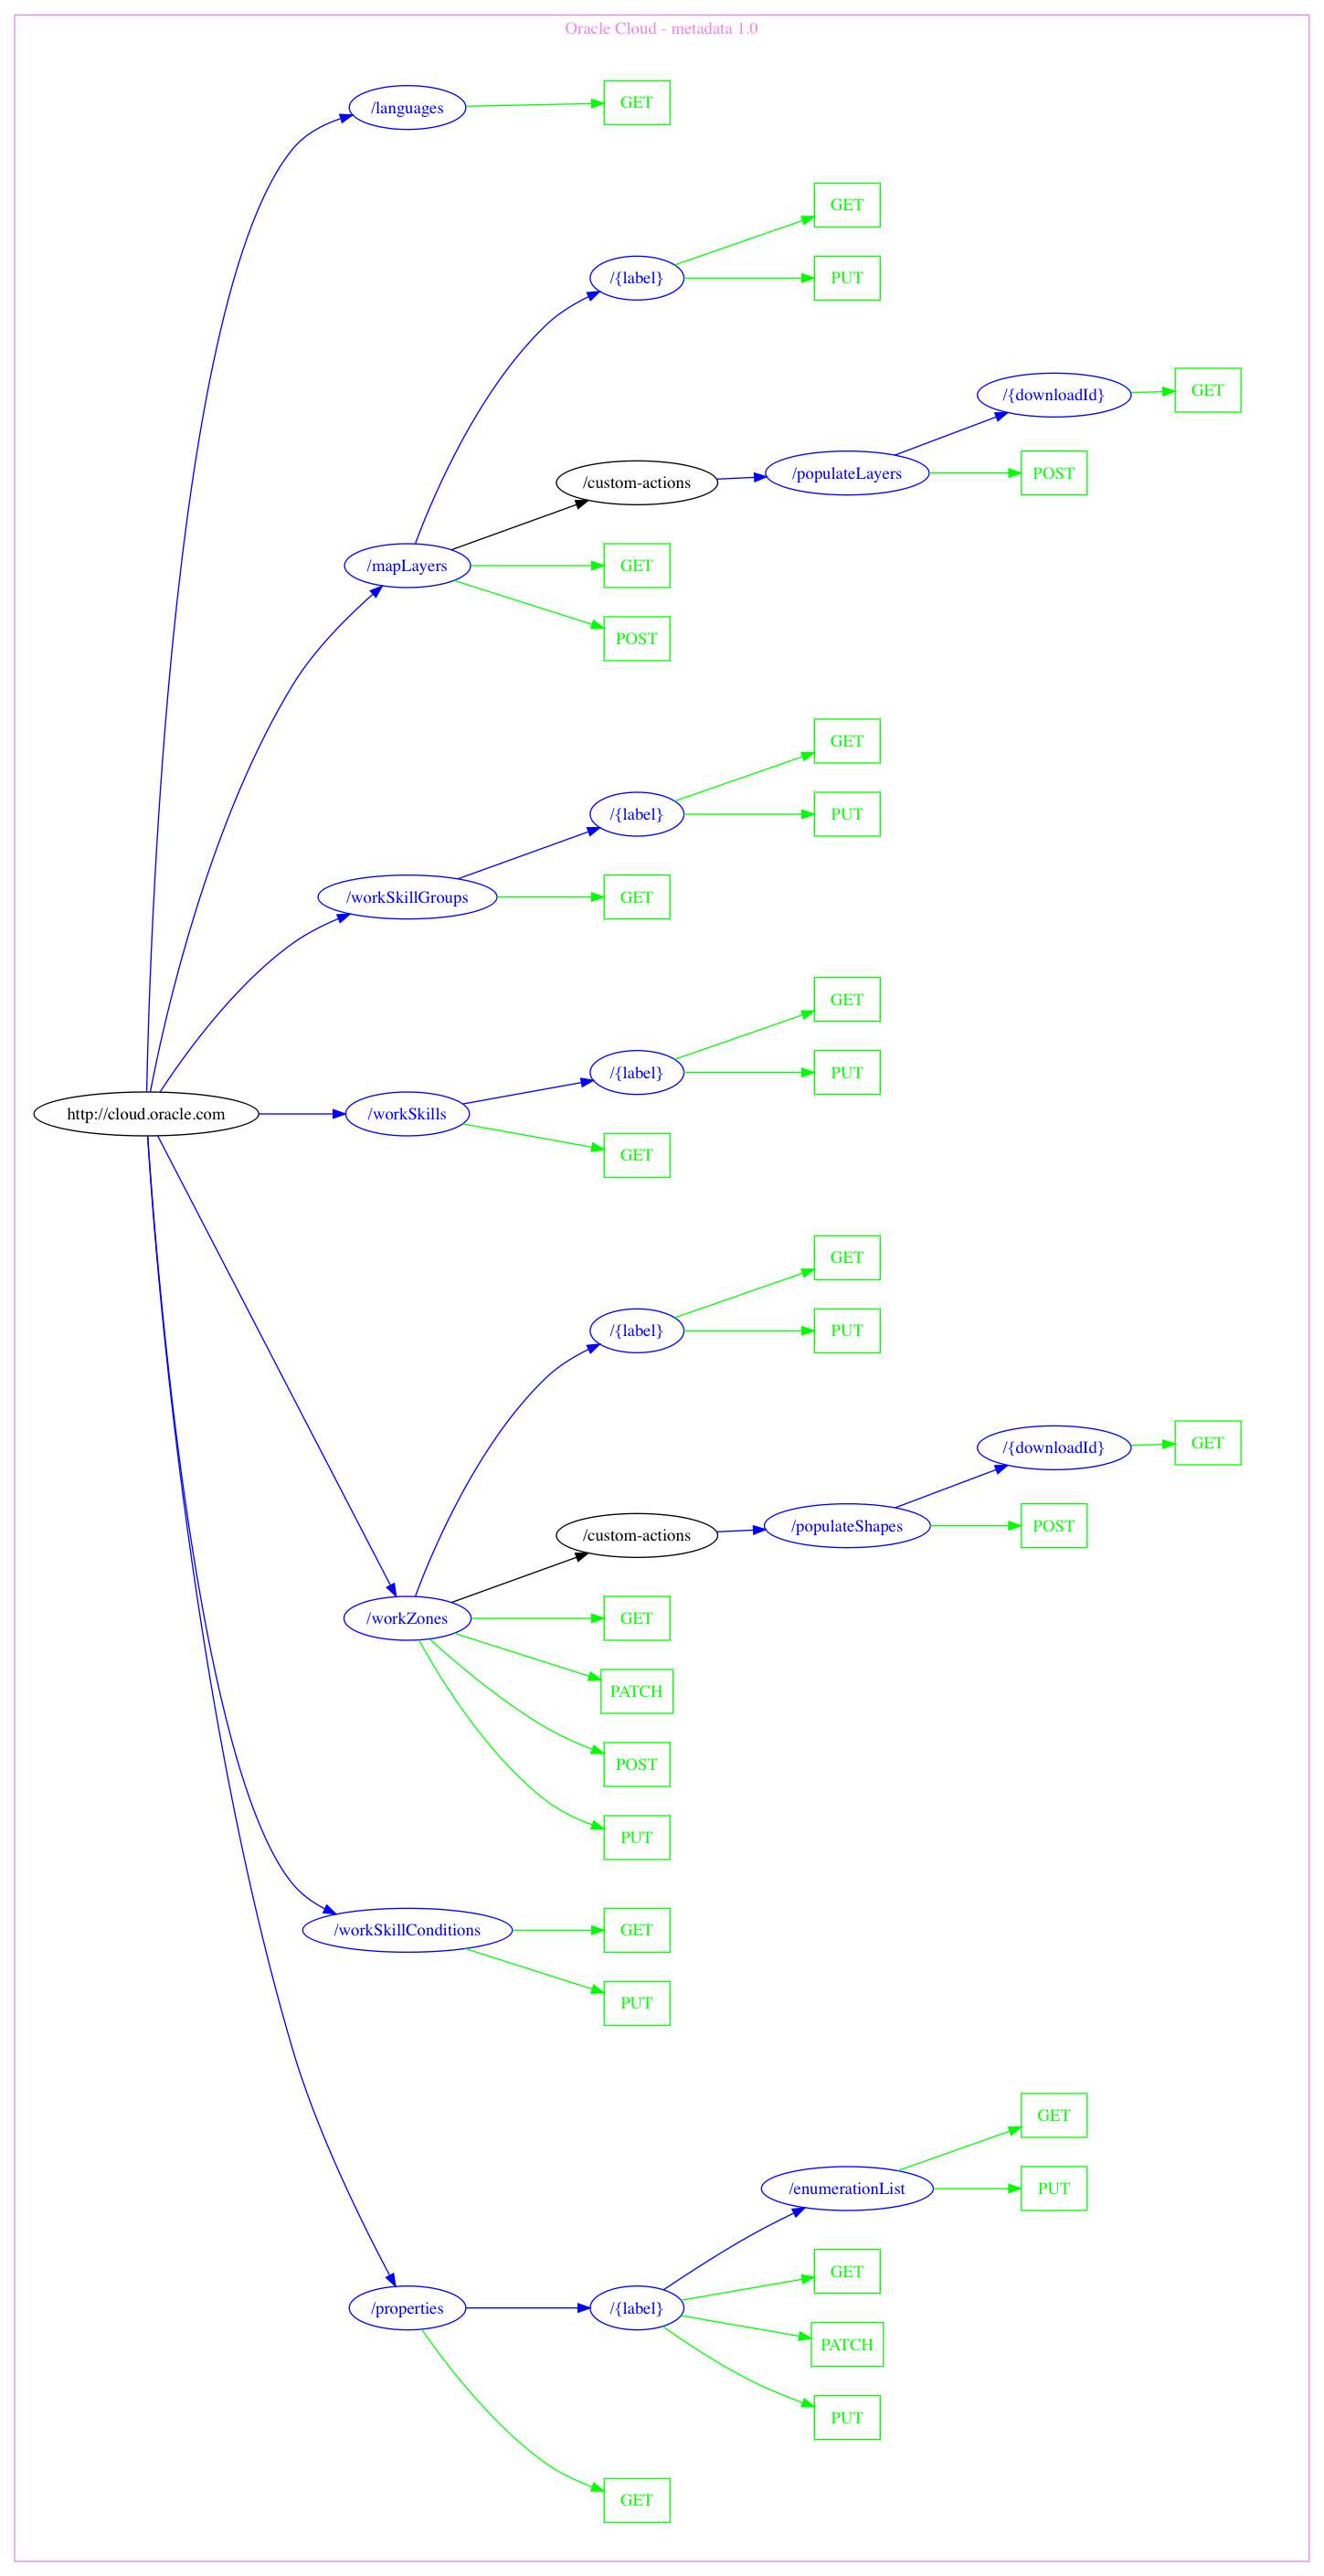 Oracle Cloud - metadata 1.0
/languages
GET
GET
/{label}
PUT
/{downloadId}
GET
/custom-actions
/populateLayers
POST
/mapLayers
GET
POST
GET
/{label}
PUT
/workSkillGroups
GET
GET
/{label}
PUT
http://cloud.oracle.com
/workSkills
GET
GET
/{label}
PUT
/{downloadId}
GET
/custom-actions
/populateShapes
POST
/workZones
GET
PATCH
POST
PUT
/workSkillConditions
GET
PUT
GET
/enumerationList
PUT
GET
/properties
/{label}
PATCH
PUT
GET